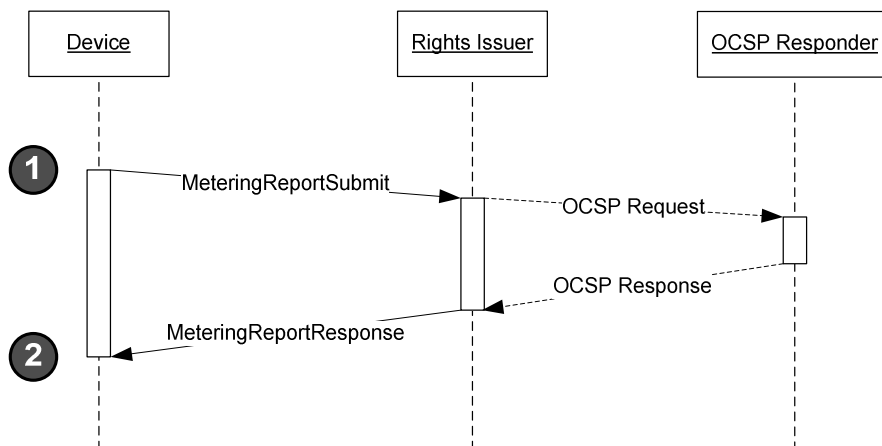 Device
Rights Issuer
OCSP Responder
1
MeteringReportSubmit
OCSP Request
OCSP Response
MeteringReportResponse
2